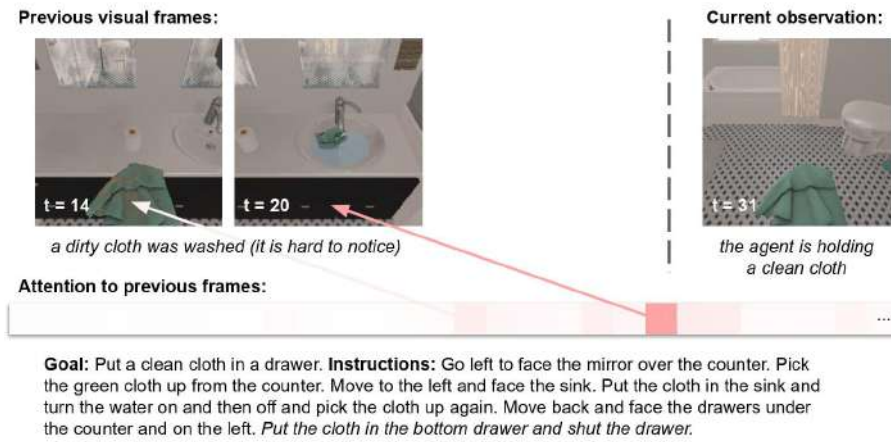 Previous visual frames:
Current observation:
t = 14
t = 20
t = 31
a dirty cloth was washed (it is hard to notice)
the agent is holding
a clean cloth
Attention to previous frames:
...
Goal: Put a clean cloth in a drawer. Instructions: Go left to face the mirror over the counter. Pick
the green cloth up from the counter. Move to the left and face the sink. Put the cloth in the sink and
turn the water on and then off and pick the cloth up again. Move back and face the drawers under
the counter and on the left. Put the cloth in the bottom drawer and shut the drawer.